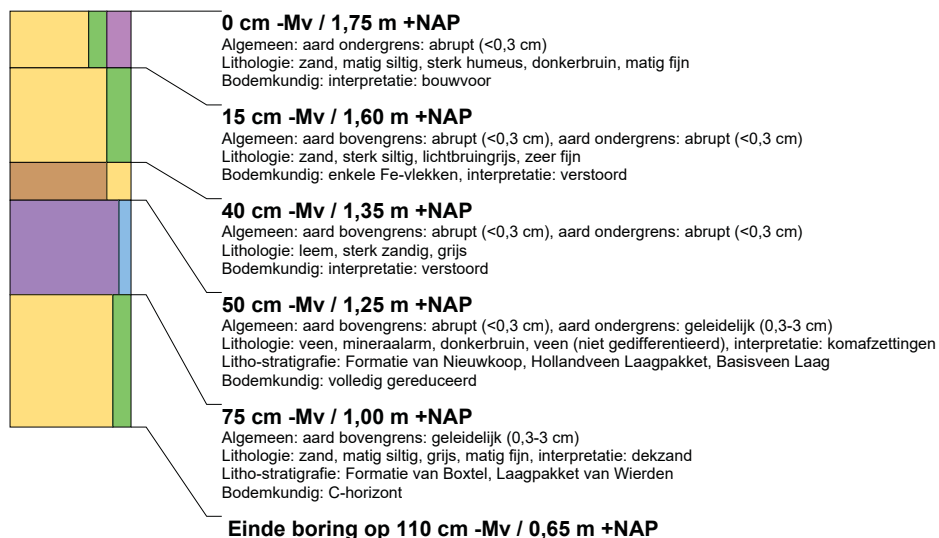 0 cm -Mv / 1,75 m +NAP
Algemeen: aard ondergrens: abrupt (<0,3 cm)
Lithologie: zand, matig siltig, sterk humeus, donkerbruin, matig fijn
Bodemkundig: interpretatie: bouwvoor
15 cm -Mv / 1,60 m +NAP
Algemeen: aard bovengrens: abrupt (<0,3 cm), aard ondergrens: abrupt (<0,3 cm)
Lithologie: zand, sterk siltig, lichtbruingrijs, zeer fijn
Bodemkundig: enkele Fe-vlekken, interpretatie: verstoord
40 cm -Mv / 1,35 m +NAP
Algemeen: aard bovengrens: abrupt (<0,3 cm), aard ondergrens: abrupt (<0,3 cm)
Lithologie: leem, sterk zandig, grijs
Bodemkundig: interpretatie: verstoord
50 cm -Mv / 1,25 m +NAP
Algemeen: aard bovengrens: abrupt (<0,3 cm), aard ondergrens: geleidelijk (0,3-3 cm)
Lithologie: veen, mineraalarm, donkerbruin, veen (niet gedifferentieerd), interpretatie: komafzettingen
Litho-stratigrafie: Formatie van Nieuwkoop, Hollandveen Laagpakket, Basisveen Laag
Bodemkundig: volledig gereduceerd
75 cm -Mv / 1,00 m +NAP
Algemeen: aard bovengrens: geleidelijk (0,3-3 cm)
Lithologie: zand, matig siltig, grijs, matig fijn, interpretatie: dekzand
Litho-stratigrafie: Formatie van Boxtel, Laagpakket van Wierden
Bodemkundig: C-horizont
Einde boring op 110 cm -Mv / 0,65 m +NAP